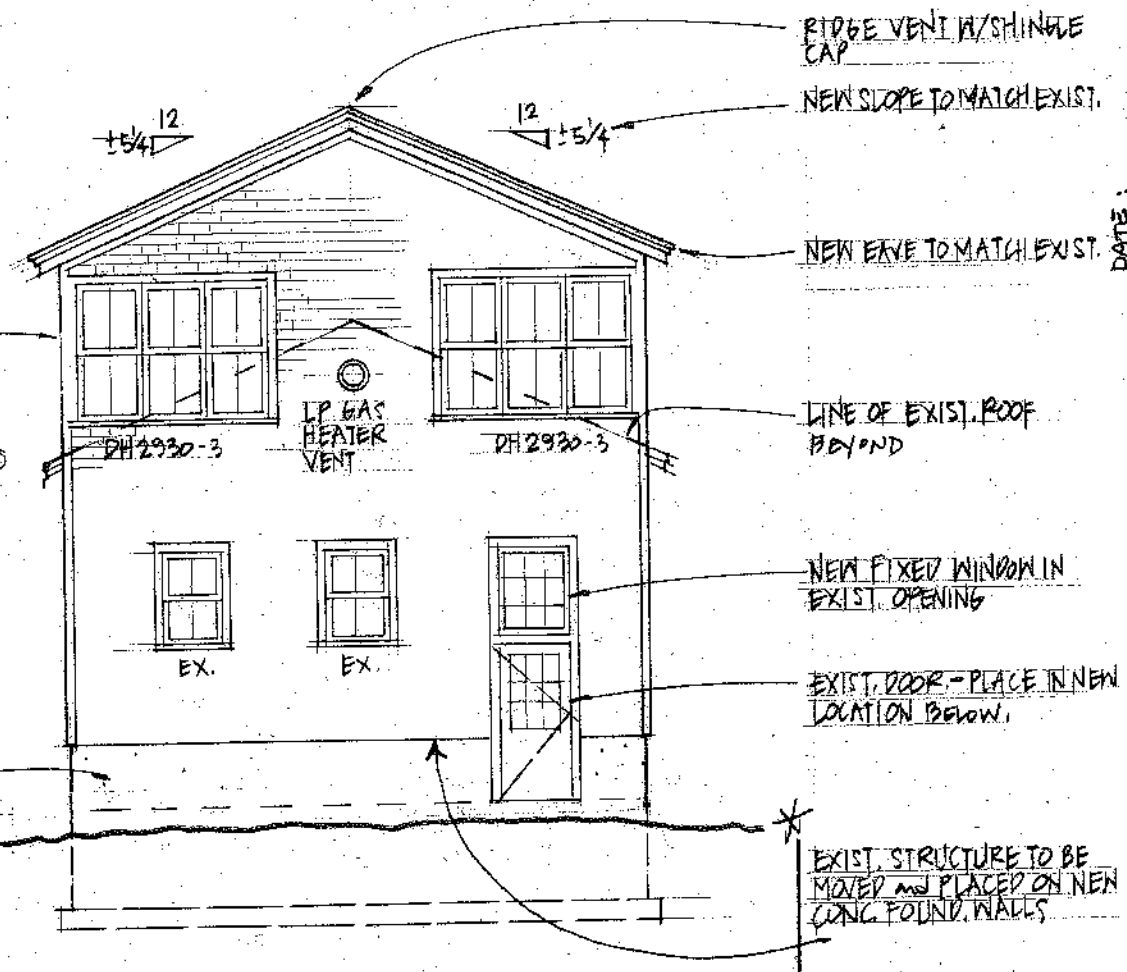 RIDGE VENT W/SHINGLE
CAP
NEW SLOPE TO MATCH EXIST.
12
±5 1/4
12
±5 1/4
DATE:
NEW EAVE TO MATCH EXIST.
LP GAS
HEATER
VENT
DH 2930-3
DH 2930-3
LINE OF EXIST. ROOF
BEYOND
NEW FIXED WINDOW IN
EXIST. OPENING
EX.
EX.
EXIST. DOOR - PLACE IN NEW
LOCATION BELOW.
EXIST. STRUCTURE TO BE
MOVED and PLACED ON NEW
CONC FOUND. WALLS